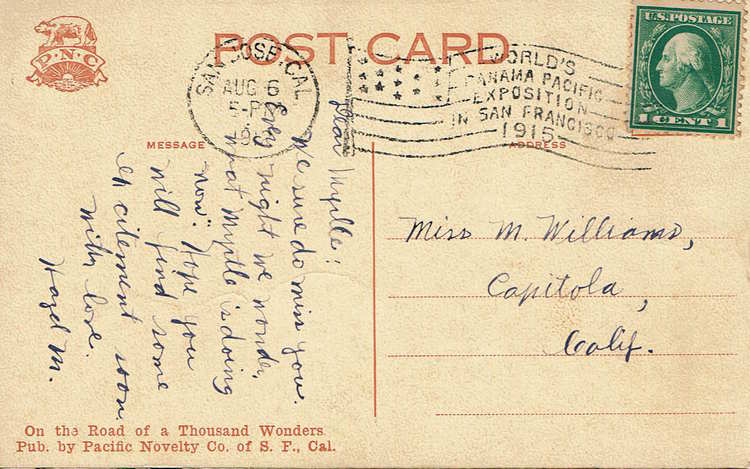 P·N·C
POST CARD
SAN JOSE, CAL.
AUG 6
5-P
19
WORLD'S
PANAMA PACIFIC
EXPOSITION
IN SAN FRANCISCO
1915
U.S. POSTAGE
1 CENT 1
MESSAGE
ADDRESS
Dear Myrtle:
We sure do miss you.
Every night we wonder,
"what Myrtle is doing
now". Hope you
will find some
excitement soon
with love.
Hazel M.
Miss M. Williams,
Capitola,
Calif.
On the Road of a Thousand Wonders
Pub. by Pacific Novelty Co. of S. F., Cal.